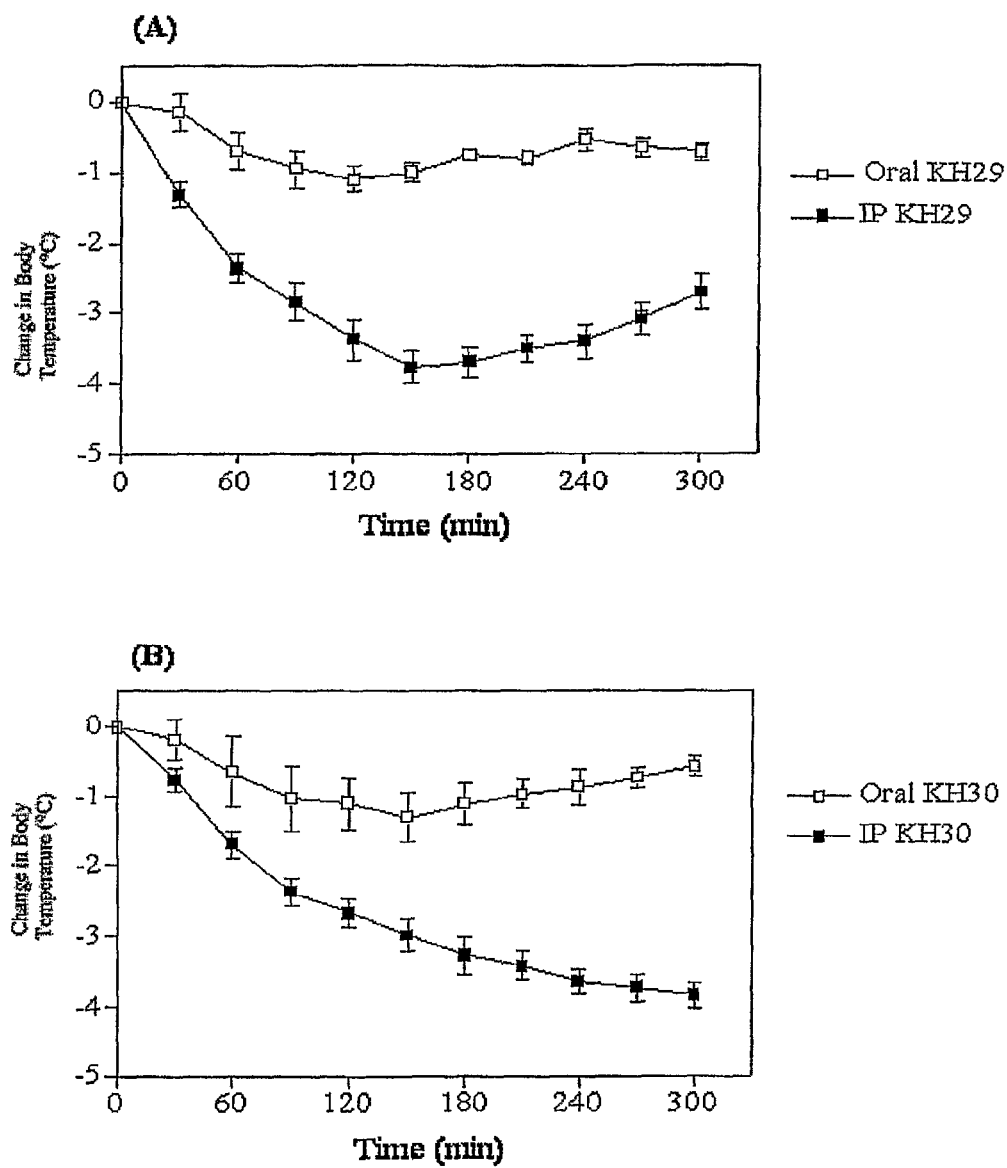 (A)
0
-1
-2
-3
-4
-5
Change in Body
Temperature (°C)
0 60 120 180 240 300
Time (min)
Oral KH29
IP KH29
(B)
0
-1
-2
-3
-4
-5
Change in Body
Temperature (°C)
0 60 120 180 240 300
Time (min)
Oral KH30
IP KH30